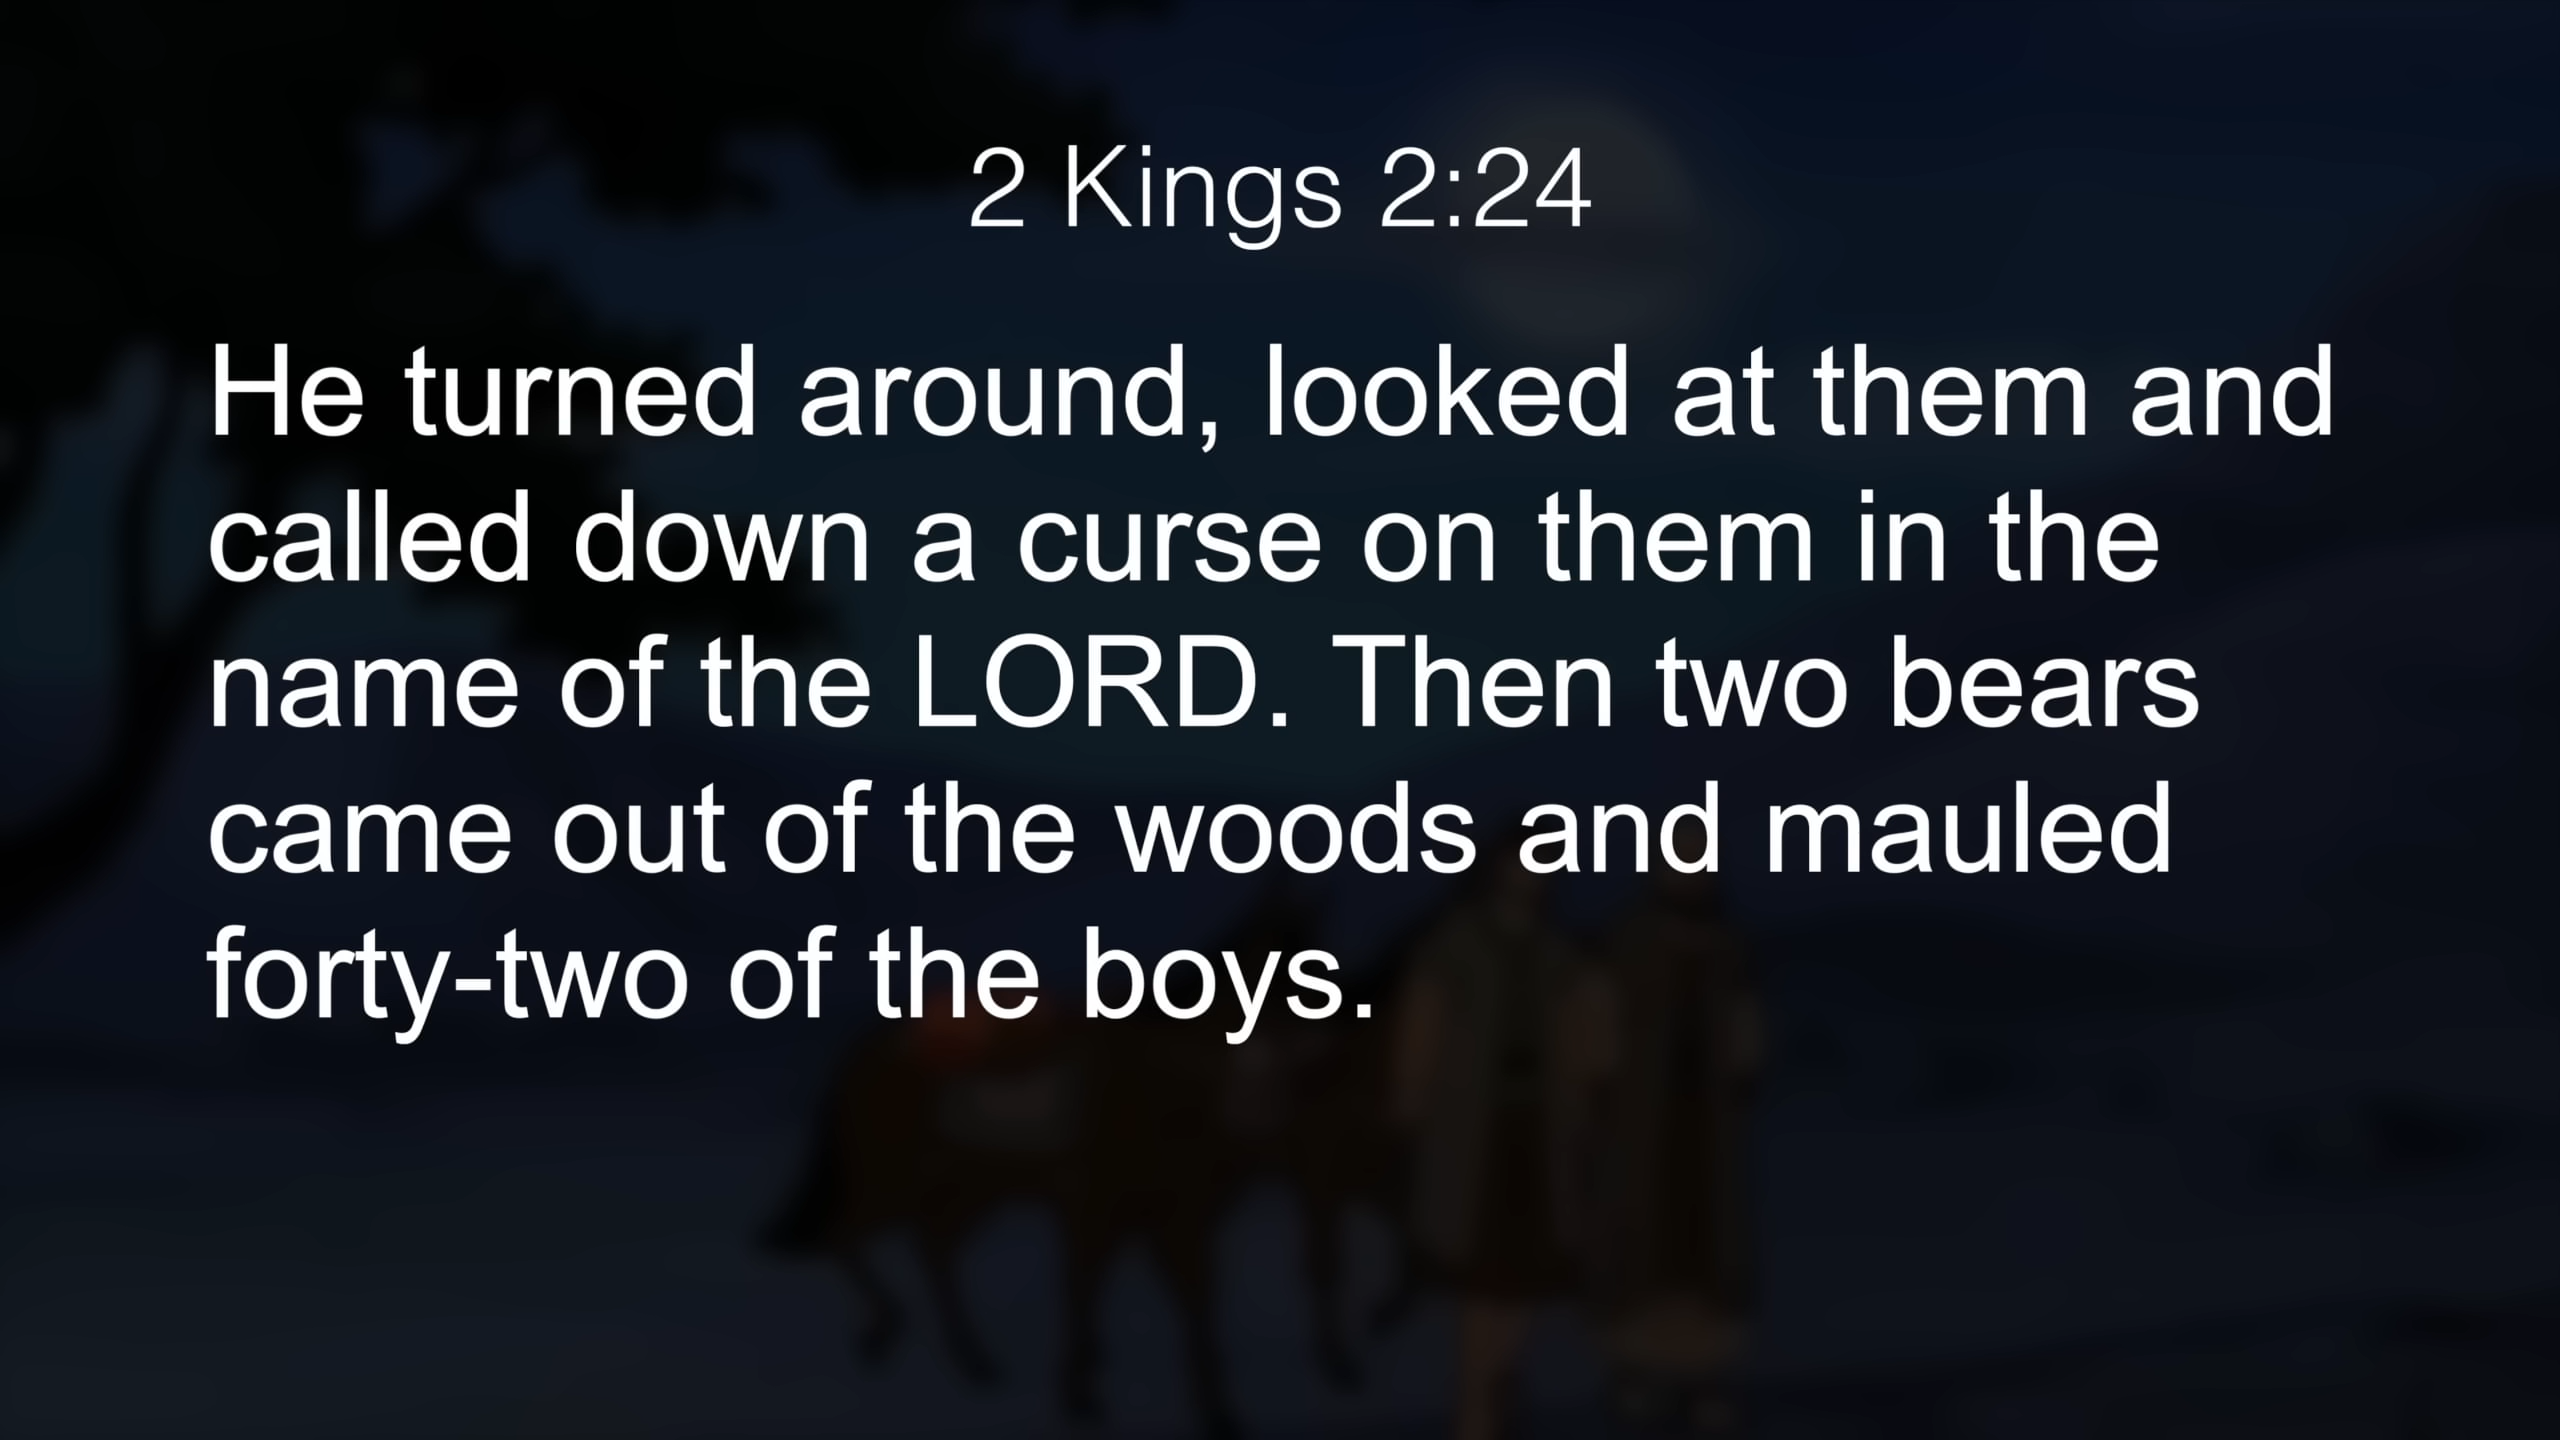 2 Kings 2:24
He turned around, looked at them and
called down a curse on them in the
name of the LORD. Then two bears
came out of the woods and mauled
forty-two of the boys.